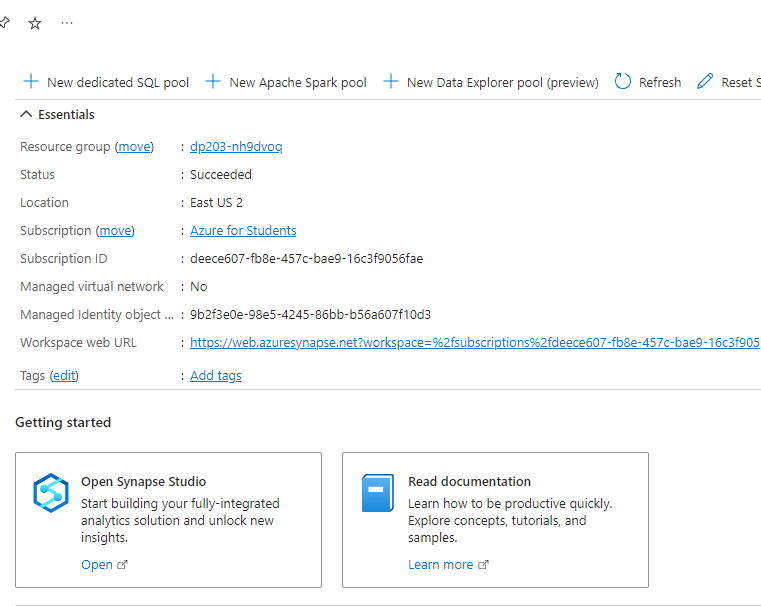 ...
New dedicated SQL pool New Apache Spark pool New Data Explorer pool (preview) Refresh Reset S
Essentials
Resource group (move) : dp203-nh9dvoq
Status : Succeeded
Location : East US 2
Subscription (move) : Azure for Students
Subscription ID : deece607-fb8e-457c-bae9-16c3f9056fae
Managed virtual network : No
Managed Identity object ... : 9b2f3e0e-98e5-4245-86bb-b56a607f10d3
Workspace web URL : https://web.azuresynapse.net?workspace=%2fsubscriptions%2fdeece607-fb8e-457c-bae9-16c3f905
Tags (edit) : Add tags
Getting started
Open Synapse Studio
Start building your fully-integrated
analytics solution and unlock new
insights.
Open
Read documentation
Learn how to be productive quickly.
Explore concepts, tutorials, and
samples.
Learn more